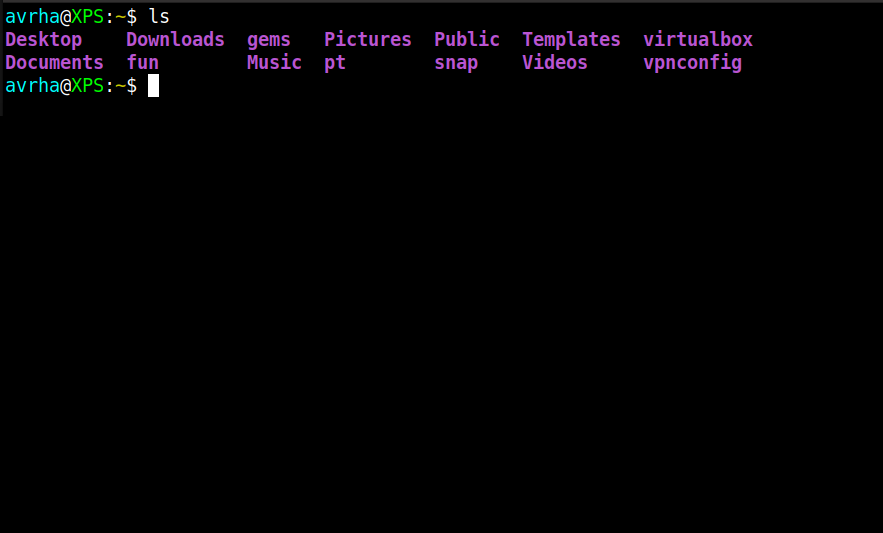 avrha@XPS:~$ ls
Desktop    Downloads  gems   Pictures  Public  Templates  virtualbox
Documents  fun        Music  pt        snap    Videos     vpnconfig
avrha@XPS:~$